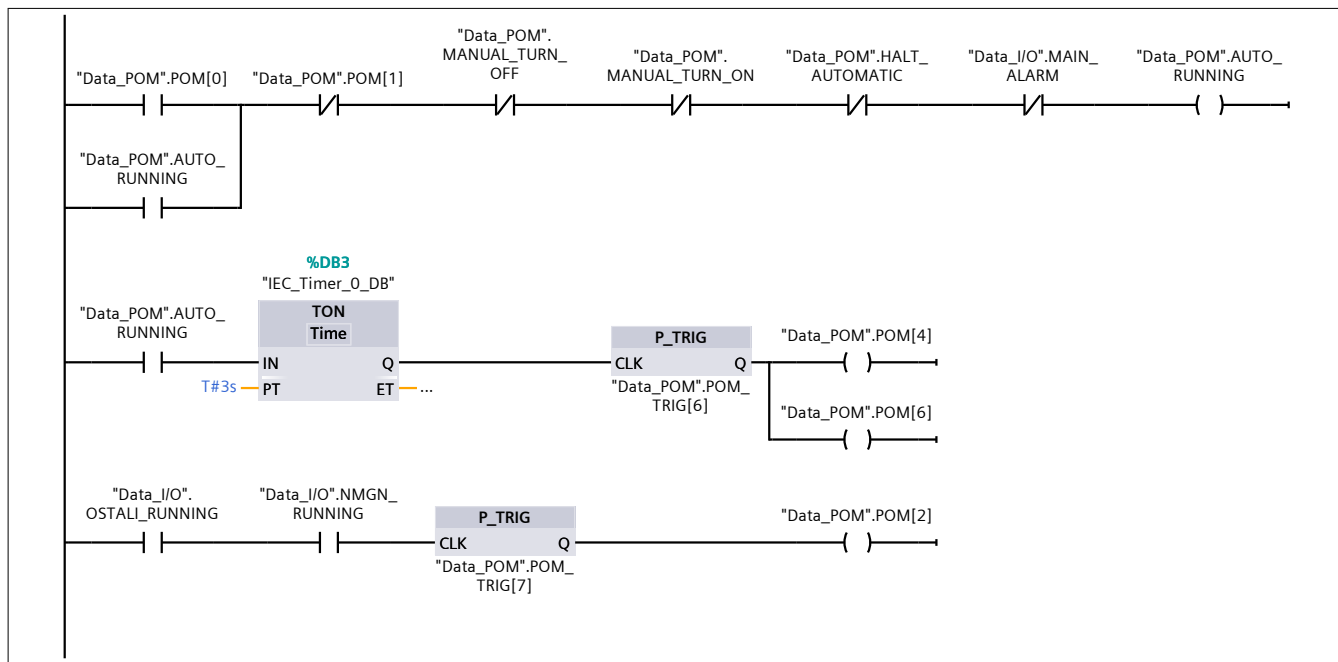 "Data_POM".POM[0]
"Data_POM".POM[1]
"Data_POM".
MANUAL_TURN_
OFF
"Data_POM".
MANUAL_TURN_ON
"Data_POM".HALT_
AUTOMATIC
"Data_I/O".MAIN_
ALARM
"Data_POM".AUTO_
RUNNING
"Data_POM".AUTO_
RUNNING
%DB3
"IEC_Timer_0_DB"
"Data_POM".AUTO_
RUNNING
TON
Time
IN Q
T#3s PT ET ...
P_TRIG
CLK Q
"Data_POM".POM_
TRIG[6]
"Data_POM".POM[4]
"Data_POM".POM[6]
"Data_I/O".
OSTALI_RUNNING
"Data_I/O".NMGN_
RUNNING
P_TRIG
CLK Q
"Data_POM".POM_
TRIG[7]
"Data_POM".POM[2]